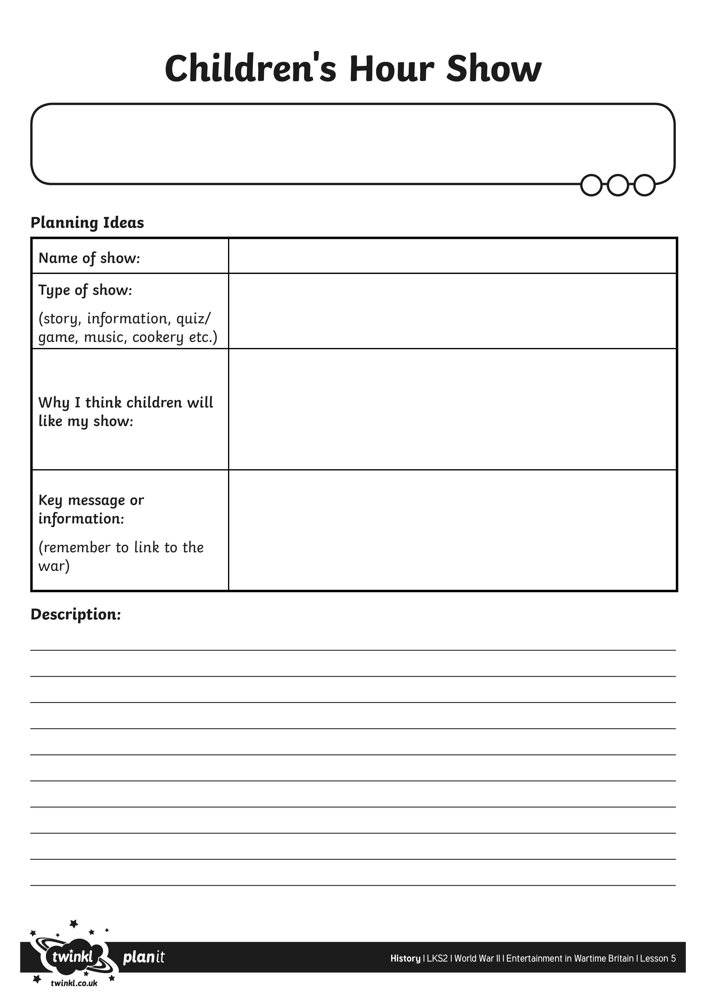 Children's Hour Show
Planning Ideas
Name of show:
Type of show:
(story, information, quiz/
game, music, cookery etc.)
Why I think children will
like my show:
Key message or
information:
(remember to link to the
war)
Description:
twinkl
planit
History | LKS2 | World War II | Entertainment in Wartime Britain | Lesson 5
twinkl.co.uk